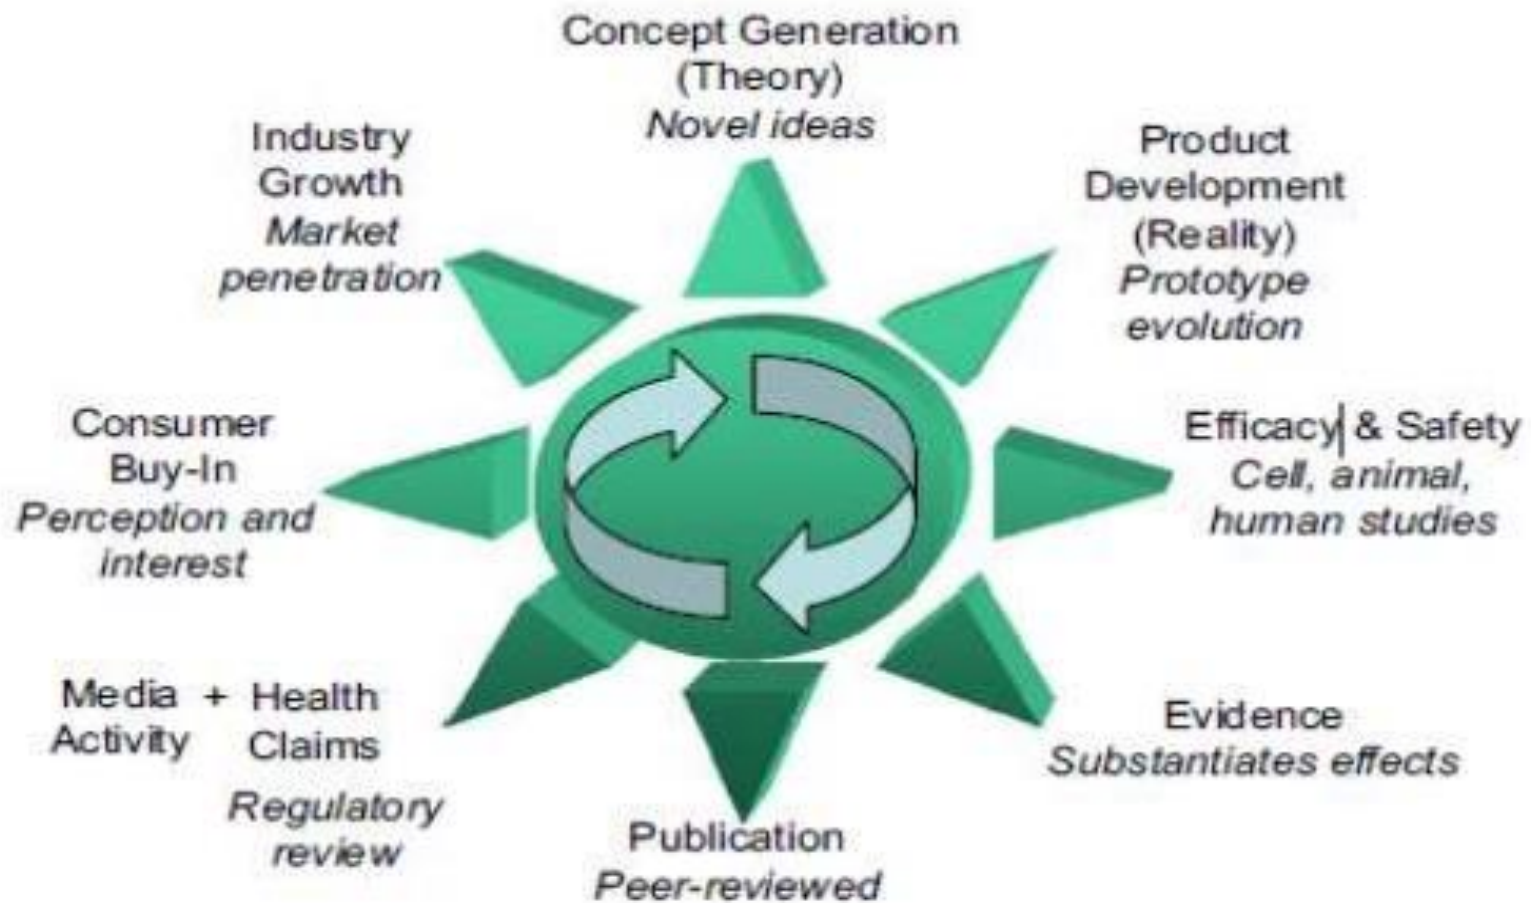 Concept Generation
(Theory)
Novel ideas
Product
Development
(Reality)
Prototype
evolution
Efficacy & Safety
Cell, animal,
human studies
Evidence
Substantiates effects
Publication
Peer-reviewed
Media + Health
Activity Claims
Regulatory
review
Consumer
Buy-In
Perception and
interest
Industry
Growth
Market
penetration